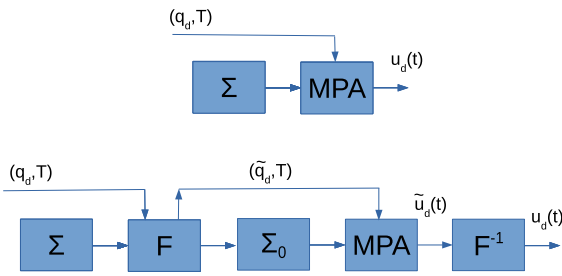 (q_d,T)
u_d(t)
Σ MPA
(q_d,T) (q̃_d,T)
ũ_d(t) u_d(t)
Σ F Σ_0 MPA F^-1